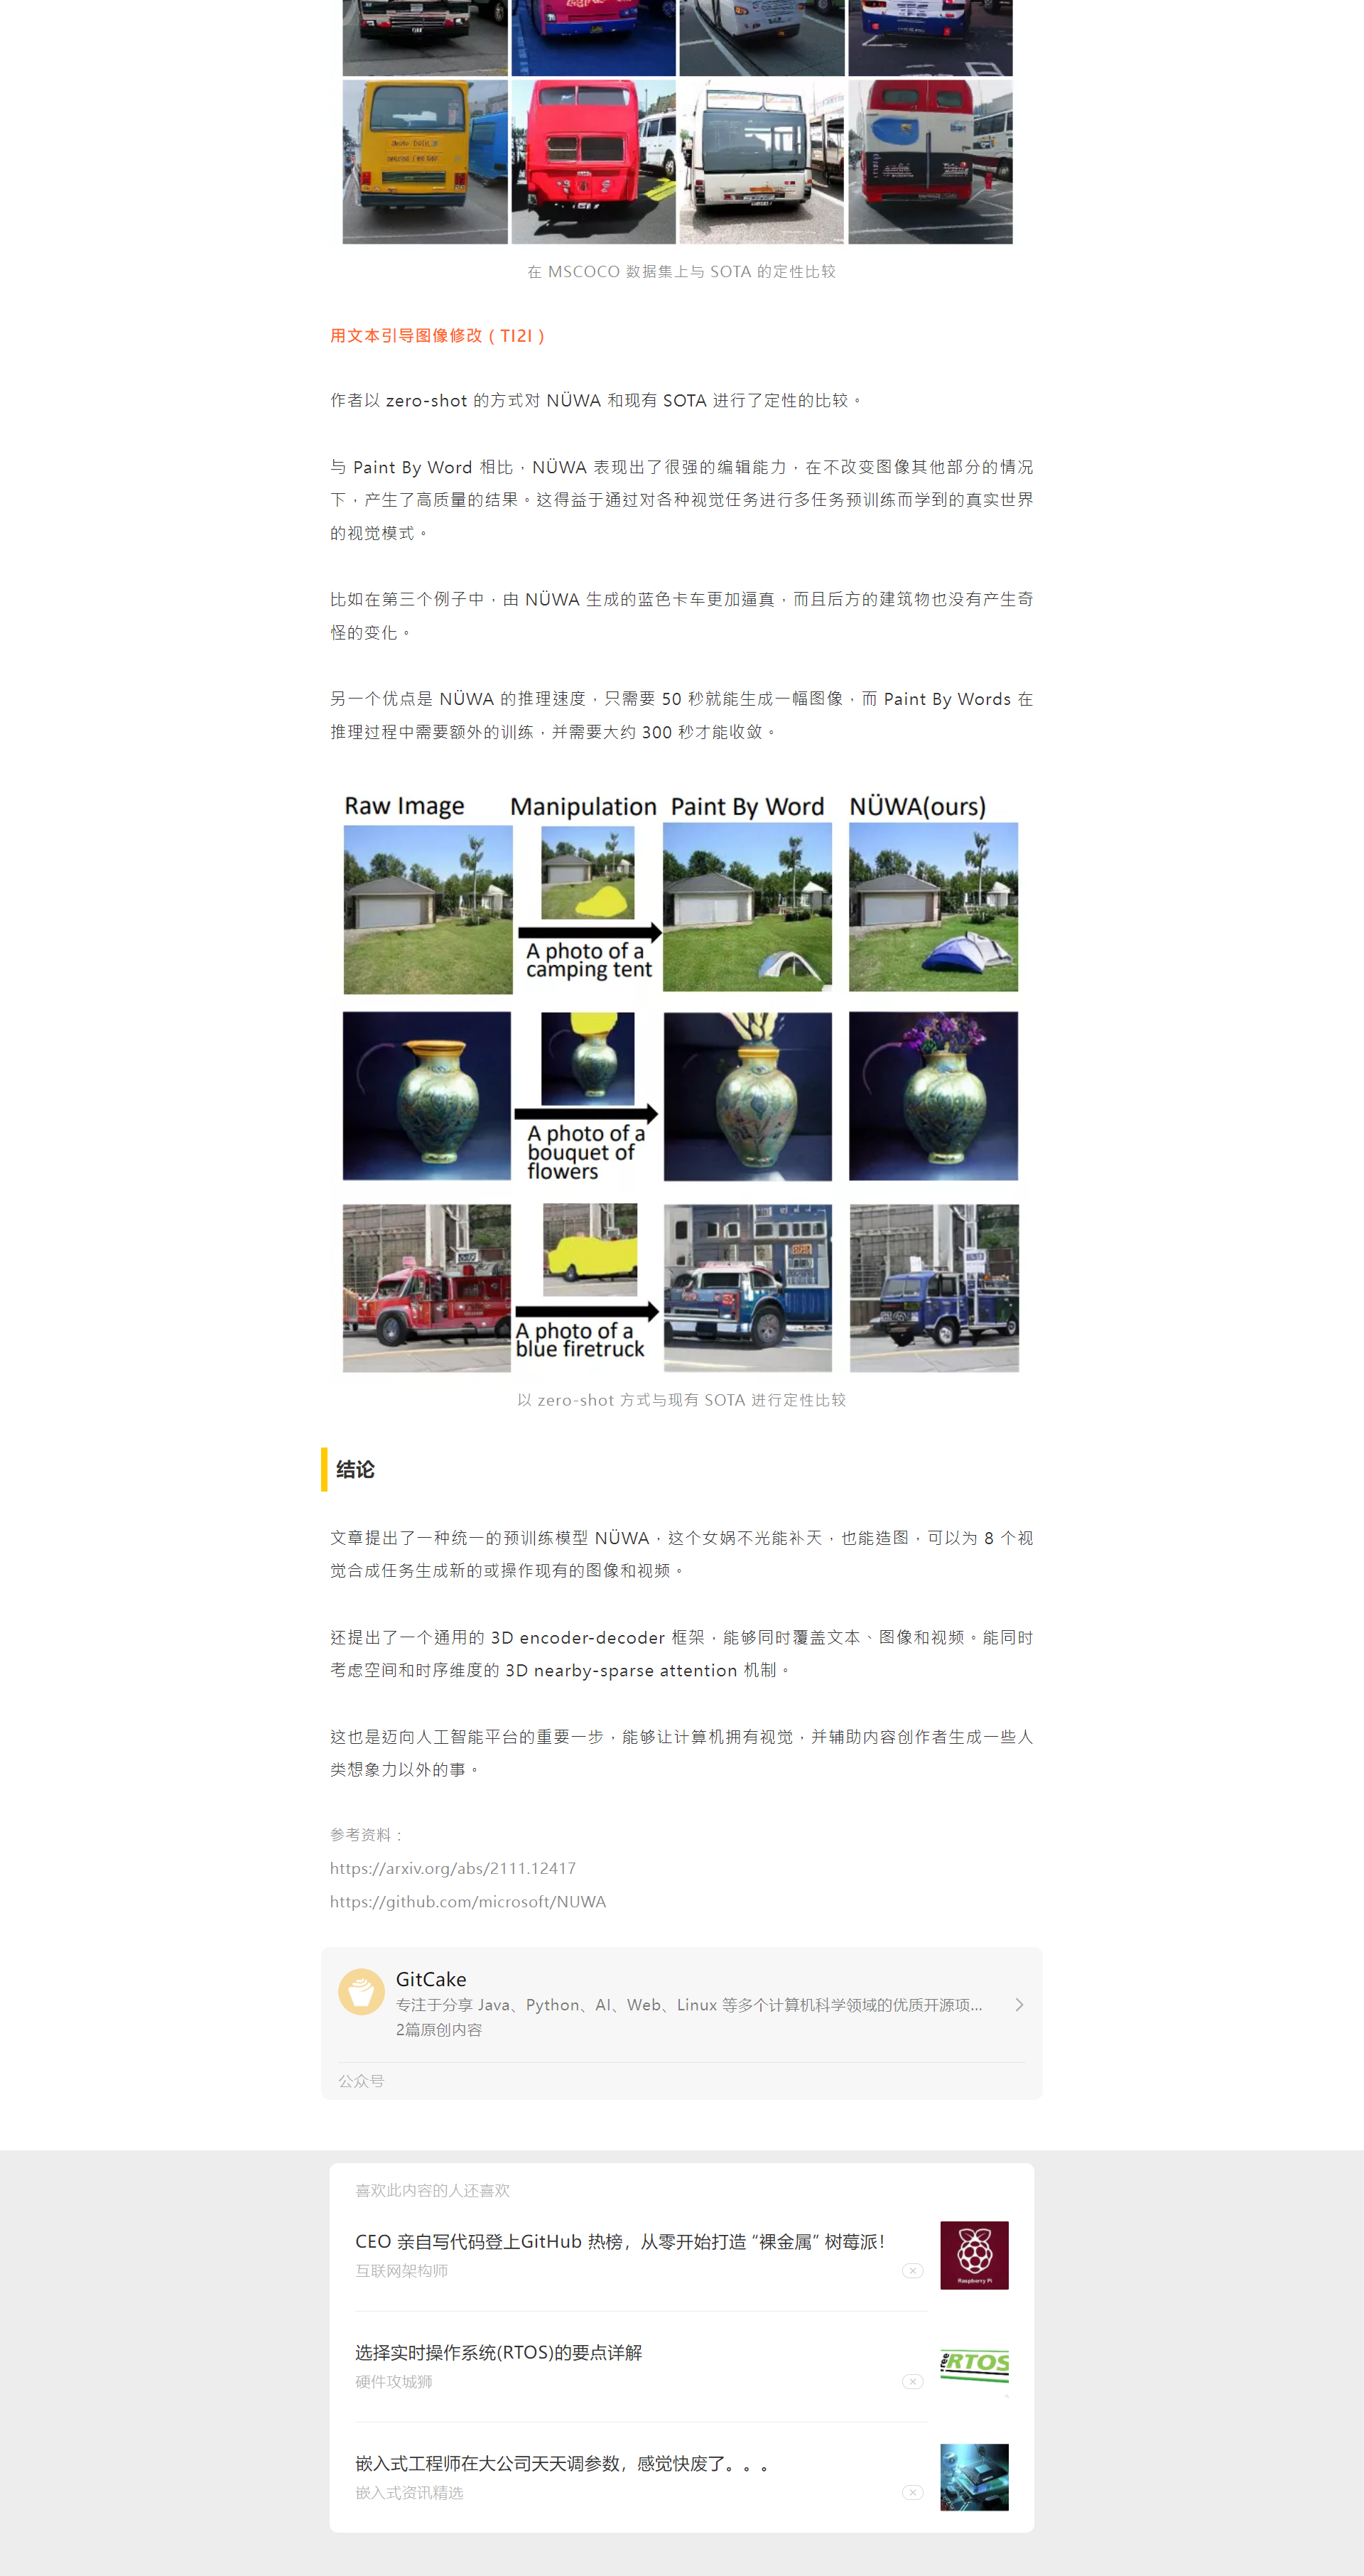 在 MSCOCO 数据集上与 SOTA 的定性比较
用文本引导图像修改（TI2I）
作者以 zero-shot 的方式对 NÜWA 和现有 SOTA 进行了定性的比较。
与 Paint By Word 相比，NÜWA 表现出了很强的编辑能力，在不改变图像其他部分的情况
下，产生了高质量的结果。这得益于通过对各种视觉任务进行多任务预训练而学到的真实世界
的视觉模式。
比如在第三个例子中，由 NÜWA 生成的蓝色卡车更加逼真，而且后方的建筑物也没有产生奇
怪的变化。
另一个优点是 NÜWA 的推理速度，只需要 50 秒就能生成一幅图像，而 Paint By Words 在
推理过程中需要额外的训练，并需要大约 300 秒才能收敛。
Raw Image Manipulation Paint By Word NÜWA(ours)
A photo of a
camping tent
A photo of a
bouquet of
flowers
A photo of a
blue firetruck
以 zero-shot 方式与现有 SOTA 进行定性比较
结论
文章提出了一种统一的预训练模型 NÜWA，这个女娲不光能补天，也能造图，可以为 8 个视
觉合成任务生成新的或操作现有的图像和视频。
还提出了一个通用的 3D encoder-decoder 框架，能够同时覆盖文本、图像和视频。能同时
考虑空间和时序维度的 3D nearby-sparse attention 机制。
这也是迈向人工智能平台的重要一步，能够让计算机拥有视觉，并辅助内容创作者生成一些人
类想象力以外的事。
参考资料：
https://arxiv.org/abs/2111.12417
https://github.com/microsoft/NUWA
GitCake
专注于分享 Java、Python、AI、Web、Linux 等多个计算机科学领域的优质开源项...
2篇原创内容
公众号
喜欢此内容的人还喜欢
CEO 亲自写代码登上GitHub 热榜，从零开始打造 “裸金属” 树莓派！
互联网架构师
Raspberry Pi
选择实时操作系统(RTOS)的要点详解
硬件攻城狮
RTOS
嵌入式工程师在大公司天天调参数，感觉快废了。。。
嵌入式资讯精选